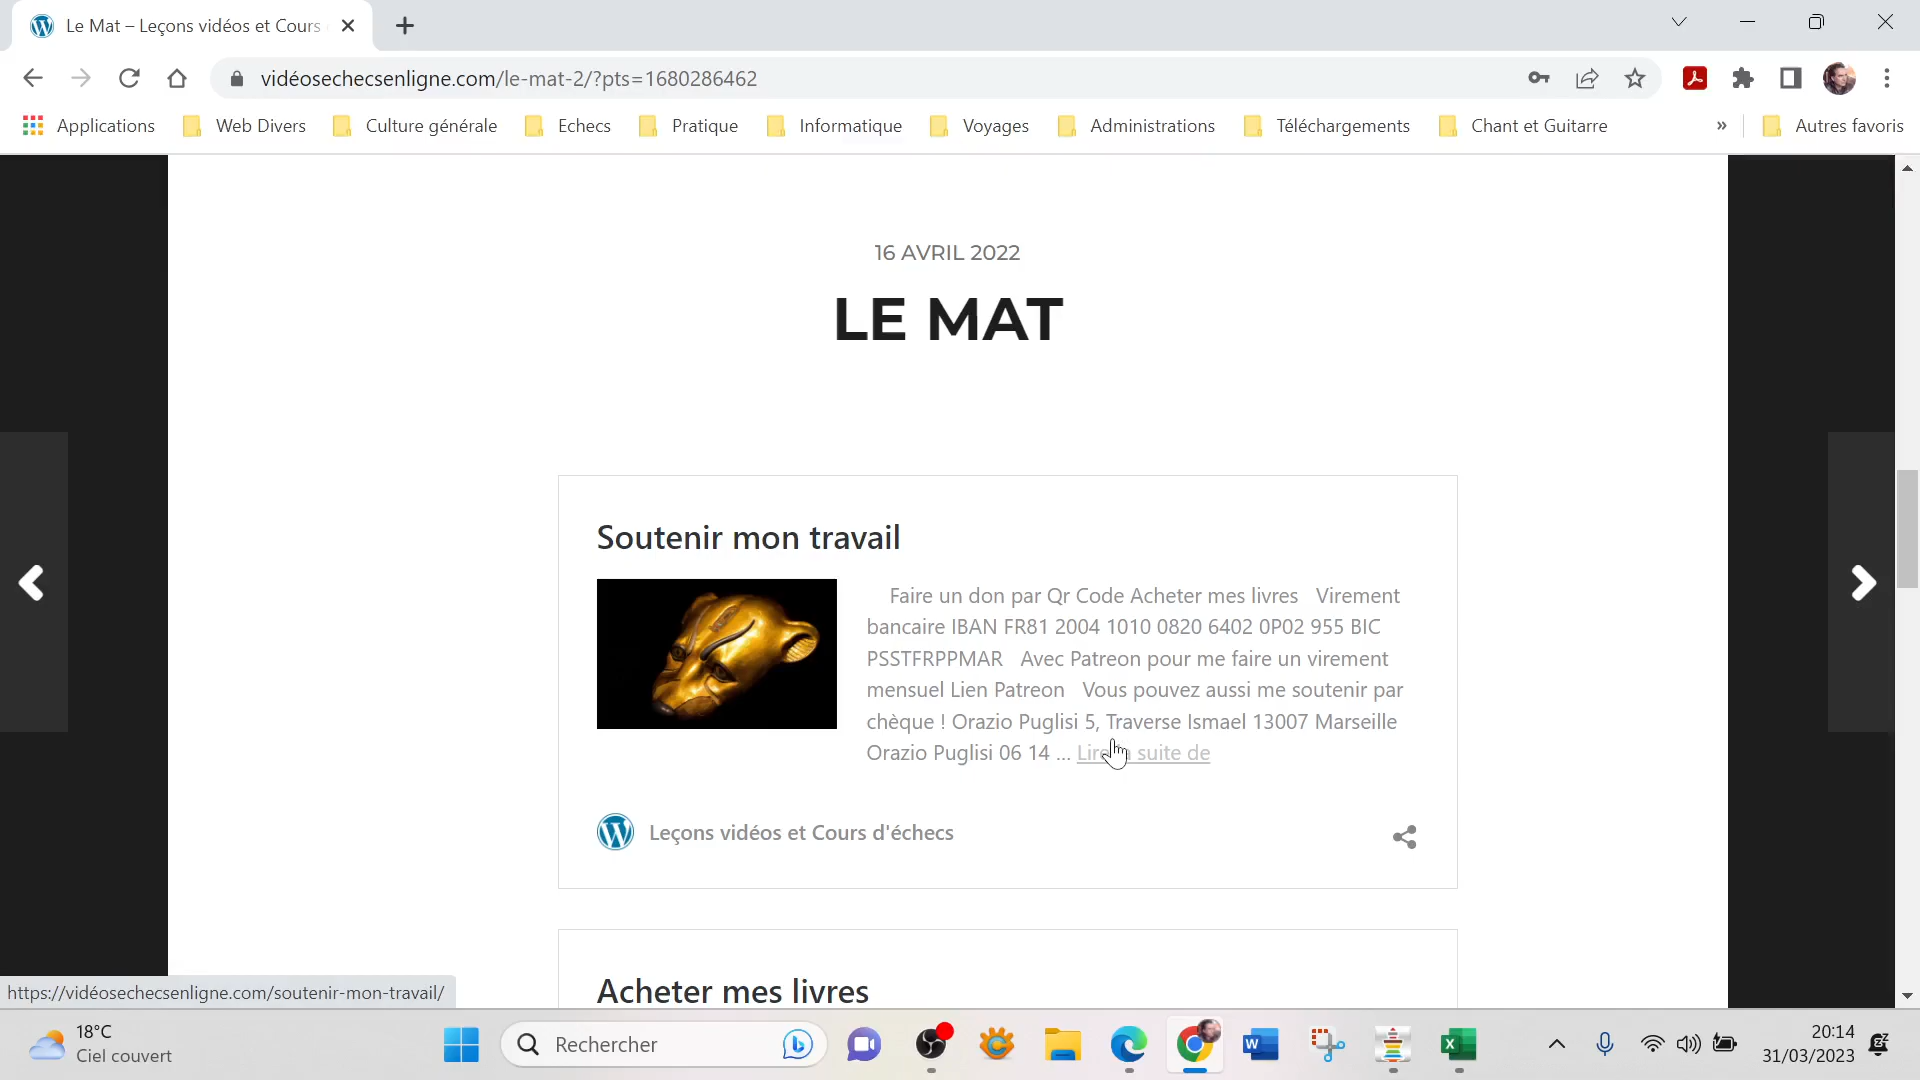 Le Mat – Leçons vidéos et Cours
vidéosechecsenligne.com/le-mat-2/?pts=1680286462
Applications
Web Divers
Culture générale
Echecs
Pratique
Informatique
Voyages
Administrations
Téléchargements
Chant et Guitarre
»
Autres favoris
16 AVRIL 2022
LE MAT
Soutenir mon travail
Faire un don par Qr Code Acheter mes livres Virement
bancaire IBAN FR81 2004 1010 0820 6402 0P02 955 BIC
PSSTFRPPMAR Avec Patreon pour me faire un virement
mensuel Lien Patreon Vous pouvez aussi me soutenir par
chèque ! Orazio Puglisi 5, Traverse Ismael 13007 Marseille
Orazio Puglisi 06 14 ... Lire la suite de
Leçons vidéos et Cours d'échecs
Acheter mes livres
https://vidéosechecsenligne.com/soutenir-mon-travail/
18°C
Ciel couvert
Rechercher
20:14
31/03/2023